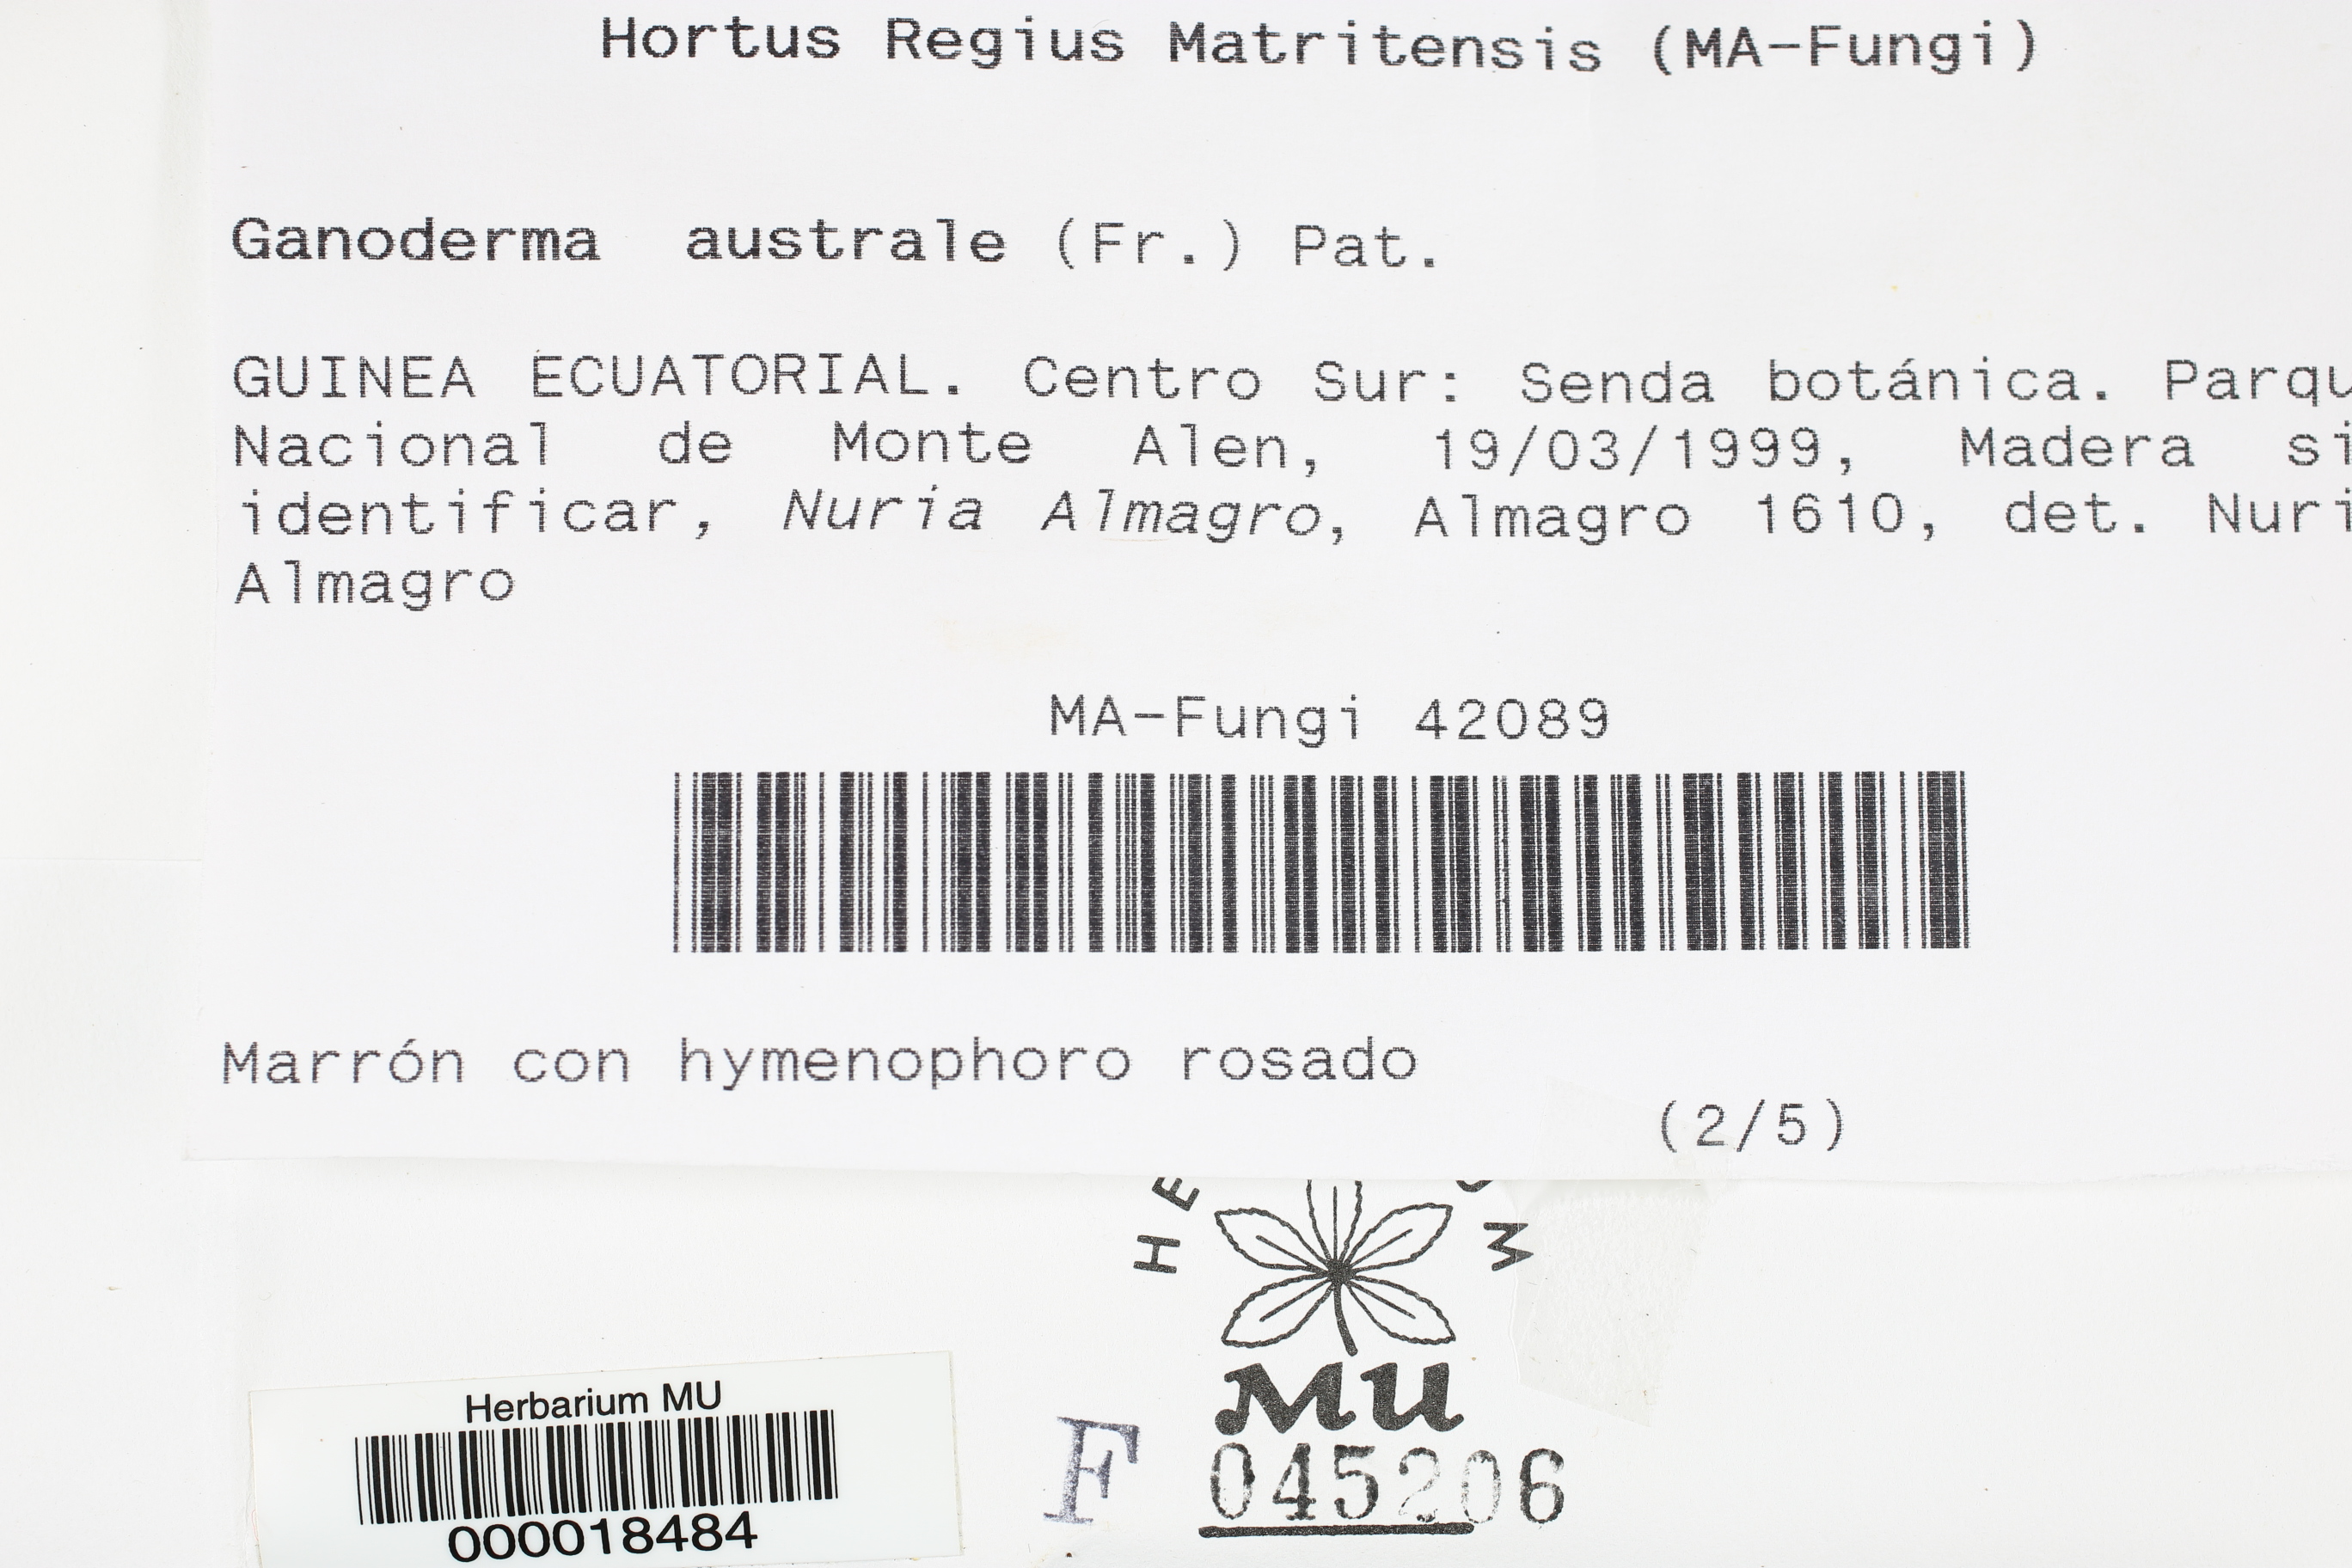 Hortus Regius Matritensis (MA-Fungi)
Ganoderma australe (Fr.) Pat.
GUINEA ECUATORIAL. Centro Sur: Senda botánica. Parqu
Nacional de Monte Alen, 19/03/1999, Madera si
identificar, Nuria Almagro, Almagro 1610, det. Nuri
Almagro
MA-Fungi 42089
Marrón con hymenophoro rosado
(2/5)
Herbarium MU
000018484
MU
F 045206